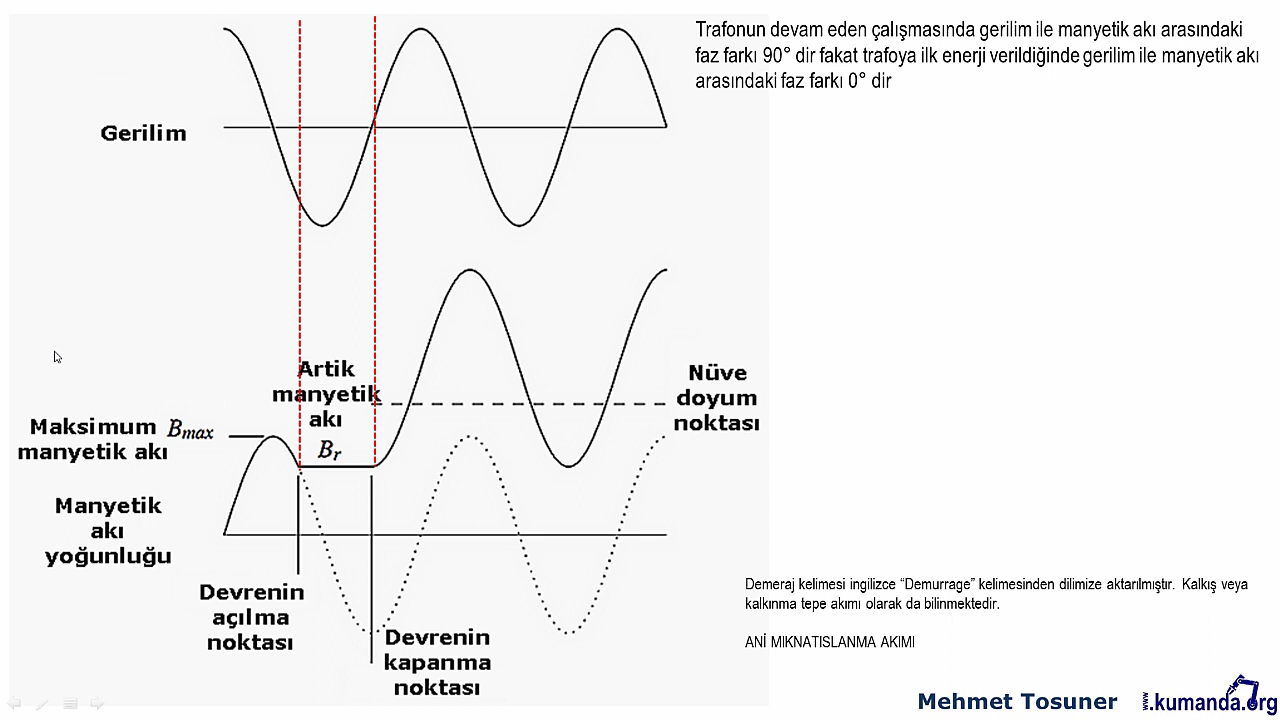 Trafonun devam eden çalışmasında gerilim ile manyetik akı arasındaki
faz farkı 90° dir fakat trafoya ilk enerji verildiğinde gerilim ile manyetik akı
arasındaki faz farkı 0° dir
Gerilim
Artik
manyetik
akı
Br
Nüve
doyum
noktası
Maksimum Bmax
manyetik akı
Manyetik
akı
yoğunluğu
Devrenin
açılma
noktası
Devrenin
kapanma
noktası
Demeraj kelimesi ingilizce “Demurrage” kelimesinden dilimize aktarılmıştır. Kalkış veya
kalkınma tepe akımı olarak da bilinmektedir.
ANİ MIKNATISLANMA AKIMI
Mehmet Tosuner
www.kumanda.org